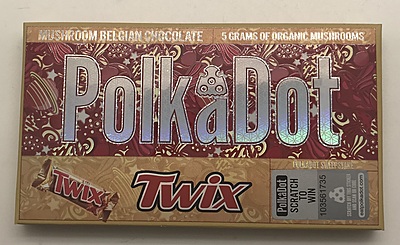 MUSHROOM BELGIAN CHOCOLATE
5 GRAMS OF ORGANIC MUSHROOMS
PolkaDot
TWIX
TWIX
PolkaDot
SCRATCH
TO
WIN